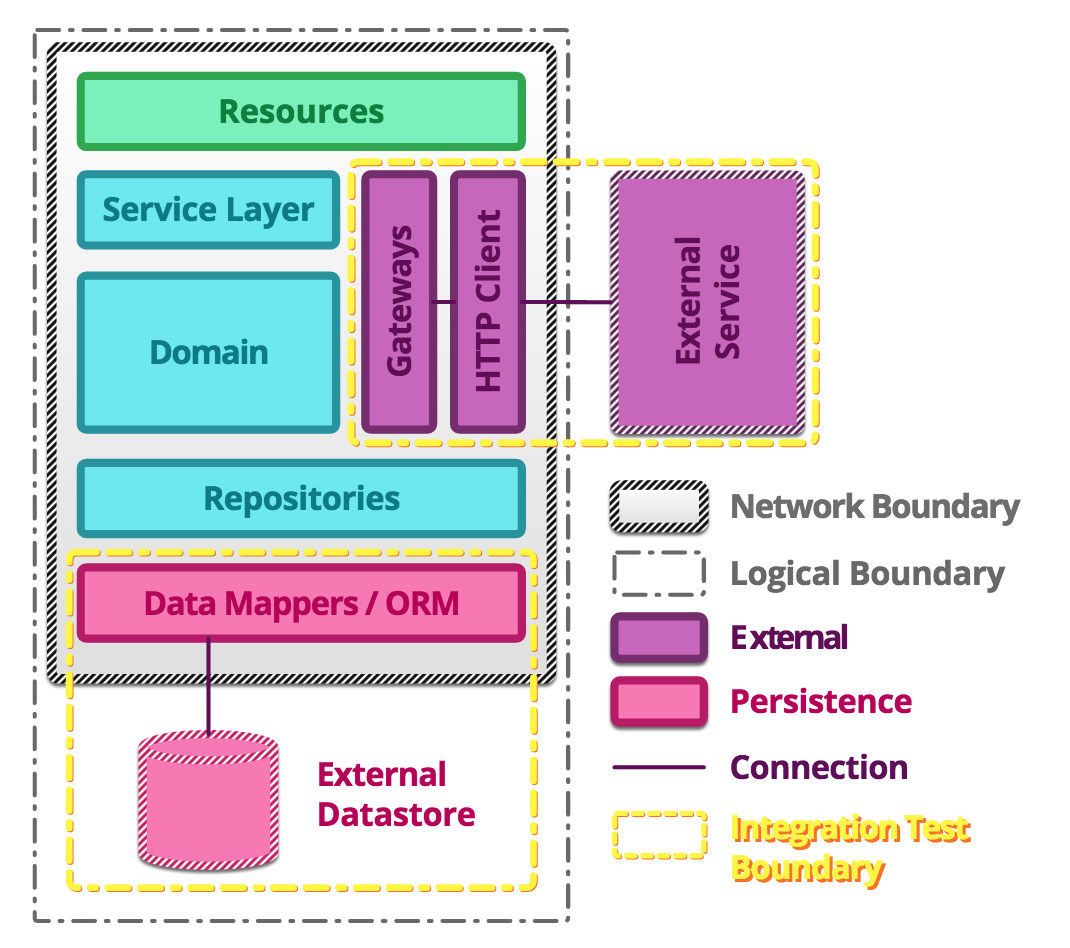 Resources
Service Layer
Domain
Gateways
HTTP Client
External
Service
Repositories
Data Mappers / ORM
External
Datastore
Network Boundary
Logical Boundary
External
Persistence
Connection
Integration Test
Boundary